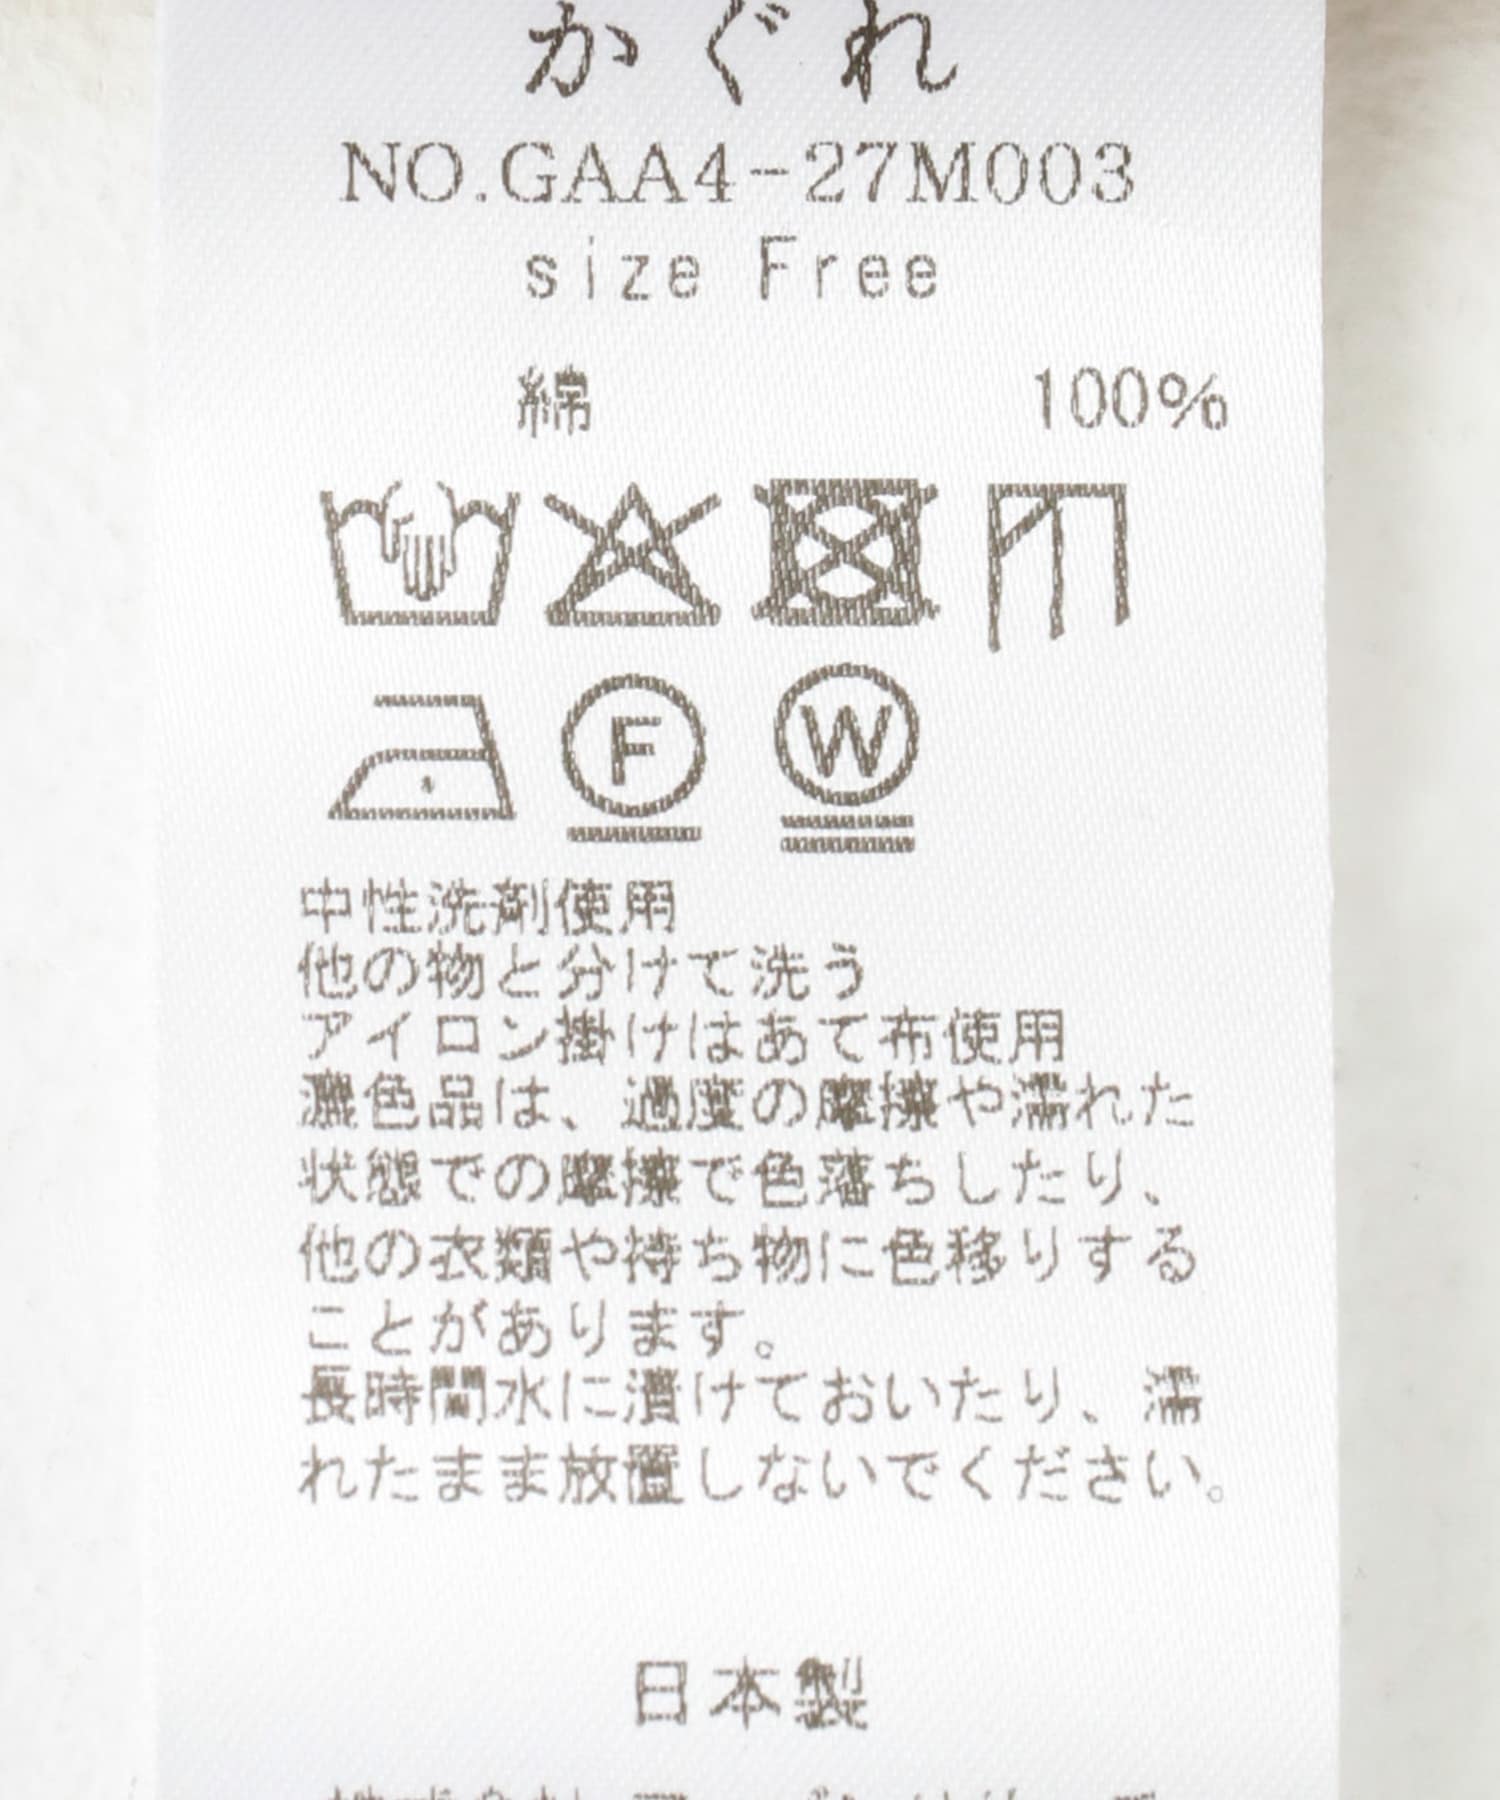 かぐれ
NO.GAA4-27M003
size Free
綿 100%
F W
中性洗剤使用
他の物と分けて洗う
アイロン掛けはあて布使用
濃色品は、過度の摩擦や濡れた
状態での摩擦で色落ちしたり、
他の衣類や持ち物に色移りする
ことがあります。
長時間水に漬けておいたり、濡
れたまま放置しないでください。
日本製